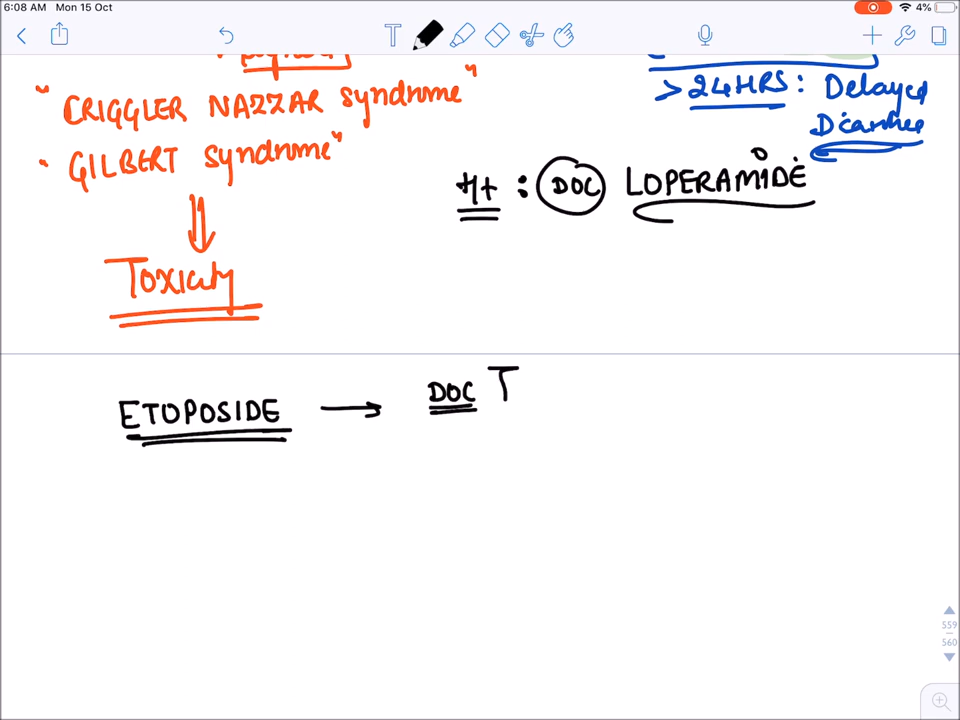 6:08 AM Mon 15 Oct
4%
" CRIGGLER NAZZAR Syndrome "
• GILBERT Syndrome "
Toxicity
> 24HRS : Delayed
Diarrhea
: DOC LOPERAMIDE
ETOPOSIDE → DOC T
559
560